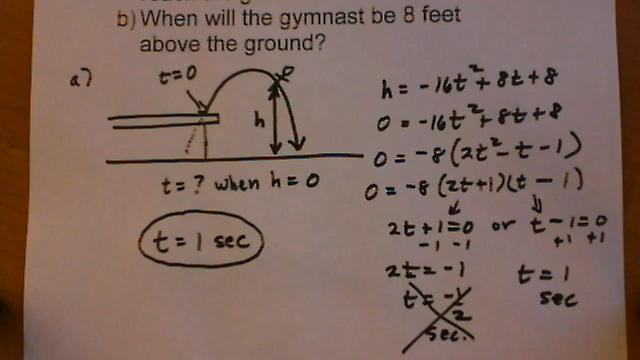 b) When will the gymnast be 8 feet
above the ground?
a)
t=0
h
t = ? when h = 0
t = 1 sec
h = -16t² + 8t + 8
0 = -16t² + 8t + 8
0 = -8(2t² - t - 1)
0 = -8(2t+1)(t - 1)
2t + 1 = 0 or t - 1 = 0
-1 -1 +1 +1
2t = -1 t = 1
t = -1/2 sec
sec.